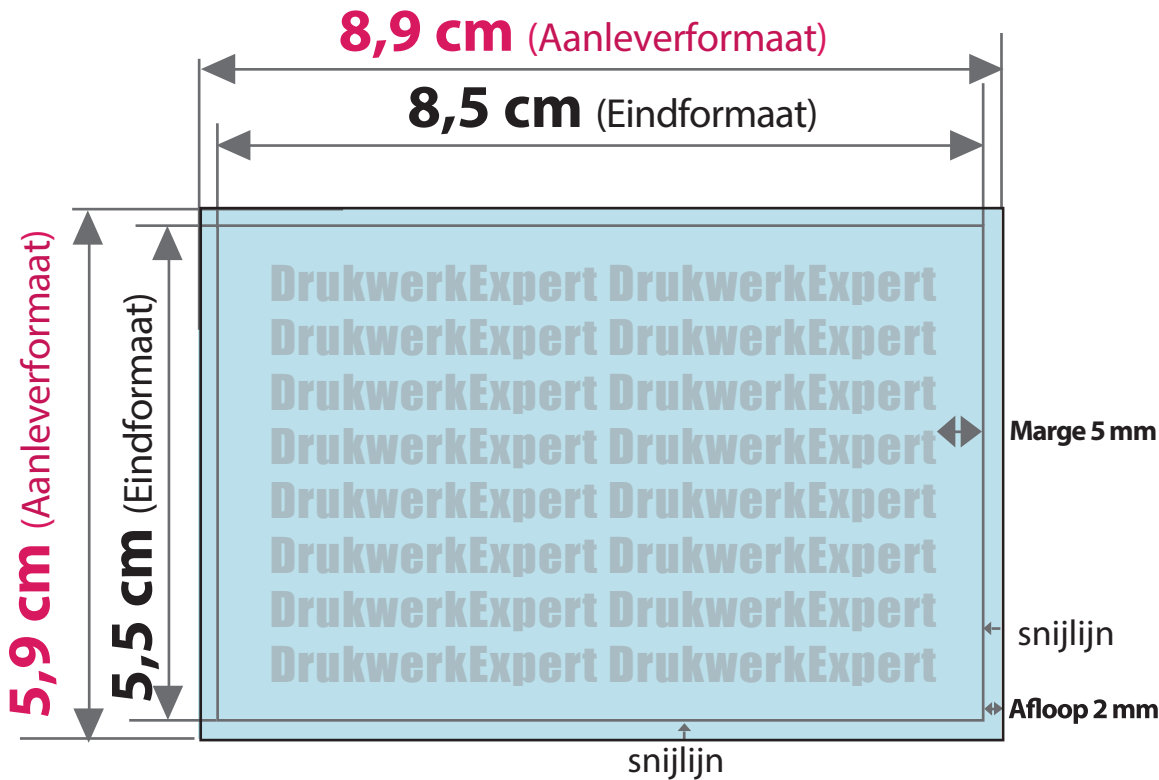 8,9 cm (Aanleverformaat)
8,5 cm (Eindformaat)
5,9 cm (Aanleverformaat)
5,5 cm (Eindformaat)
DrukwerkExpert DrukwerkExpert
DrukwerkExpert DrukwerkExpert
DrukwerkExpert DrukwerkExpert
DrukwerkExpert DrukwerkExpert
DrukwerkExpert DrukwerkExpert
DrukwerkExpert DrukwerkExpert
DrukwerkExpert DrukwerkExpert
DrukwerkExpert DrukwerkExpert
Marge 5 mm
snijlijn
Afloop 2 mm
snijlijn